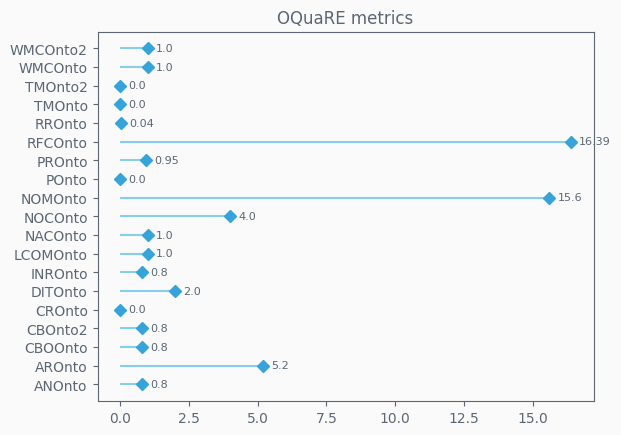 OQuaRE metrics
WMCOnto2 1.0
WMCOnto 1.0
TMOnto2 0.0
TMOnto 0.0
RROnto 0.04
RFCOnto 16.39
PROnto 0.95
POnto 0.0
NOMOnto 15.6
NOCOnto 4.0
NACOnto 1.0
LCOMOnto 1.0
INROnto 0.8
DITOnto 2.0
CROnto 0.0
CBOnto2 0.8
CBOOnto 0.8
AROnto 5.2
ANOnto 0.8
0.0 2.5 5.0 7.5 10.0 12.5 15.0